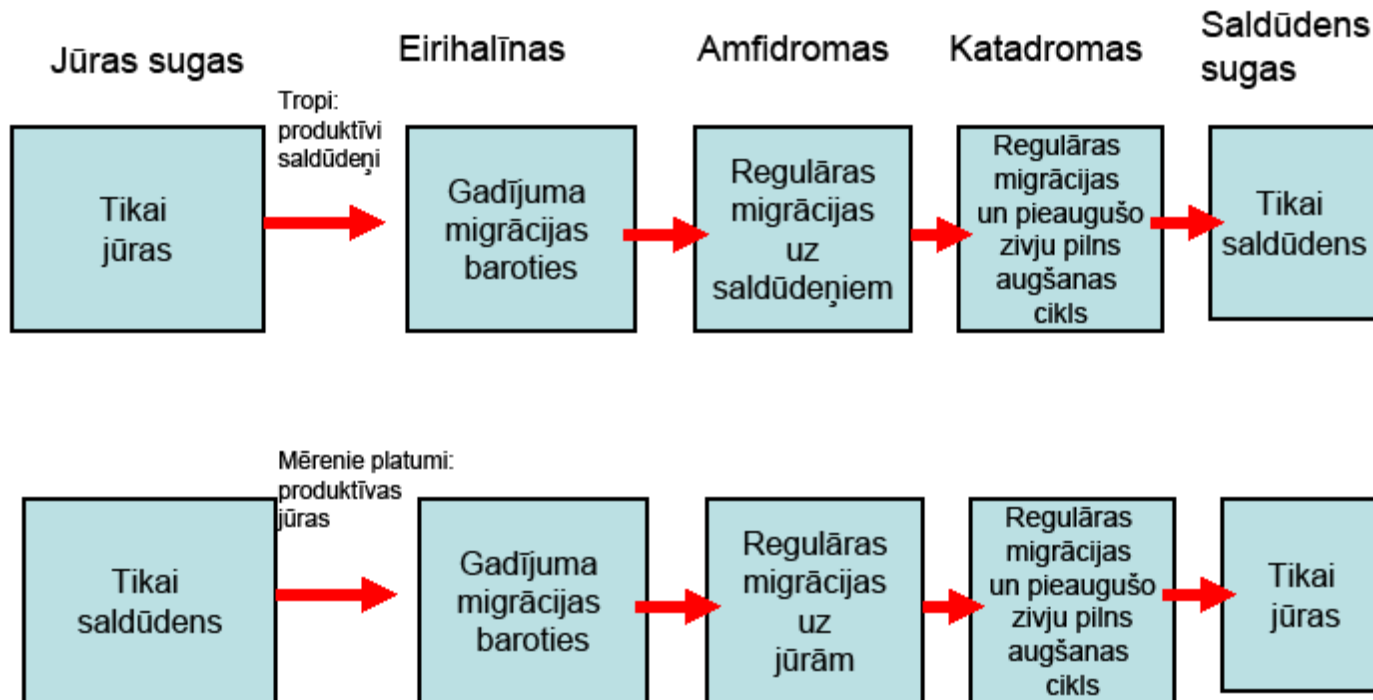 Jūras sugas
Eirihalīnas
Amfidromas
Katadromas
Saldūdens
sugas
Tropi:
produktīvi
saldūdeņi
Tikai
jūras
Gadījuma
migrācijas
baroties
Regulāras
migrācijas
uz
saldūdeņiem
Regulāras
migrācijas
un pieaugušo
zivju pilns
augšanas
cikls
Tikai
saldūdens
Mērenie platumi:
produktīvas
jūras
Tikai
saldūdens
Gadījuma
migrācijas
baroties
Regulāras
migrācijas
uz
jūrām
Regulāras
migrācijas
un pieaugušo
zivju pilns
augšanas
cikls
Tikai
jūras